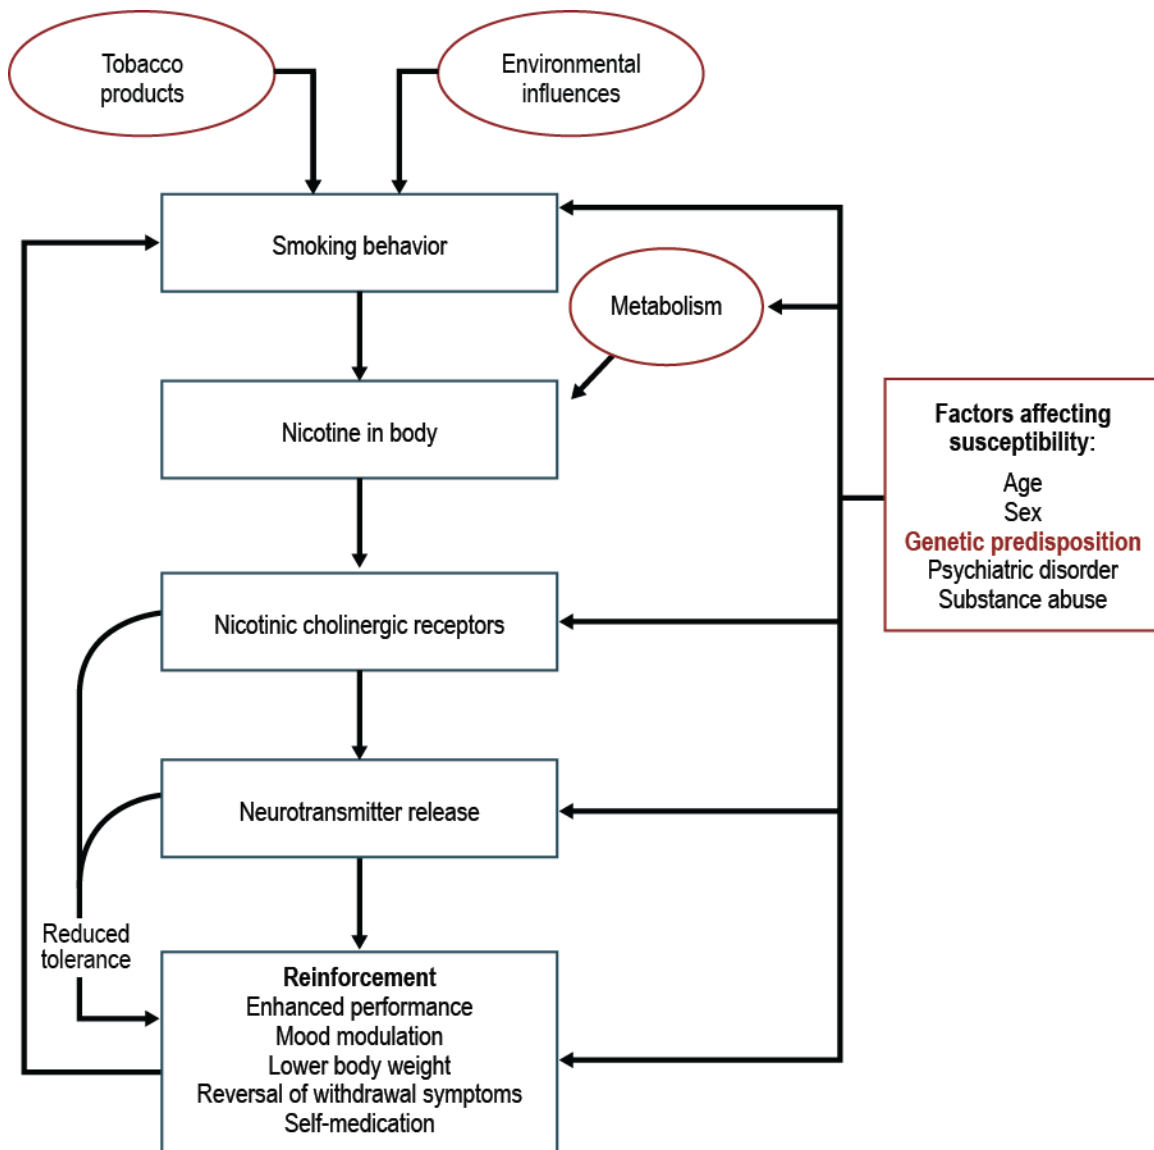 Tobacco
products
Environmental
influences
Smoking behavior
Metabolism
Nicotine in body
Factors affecting
susceptibility:
Age
Sex
Genetic predisposition
Psychiatric disorder
Substance abuse
Nicotinic cholinergic receptors
Neurotransmitter release
Reduced
tolerance
Reinforcement
Enhanced performance
Mood modulation
Lower body weight
Reversal of withdrawal symptoms
Self-medication